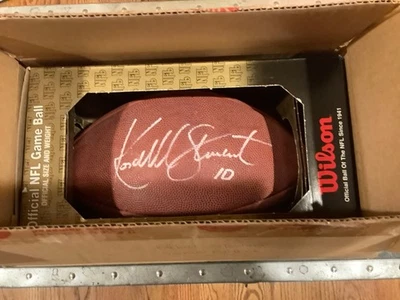 Official NFL Game Ball
OFFICIAL SIZE AND WEIGHT
Kordell Stewart
10
Wilson
Official Ball Of The NFL Since 1941